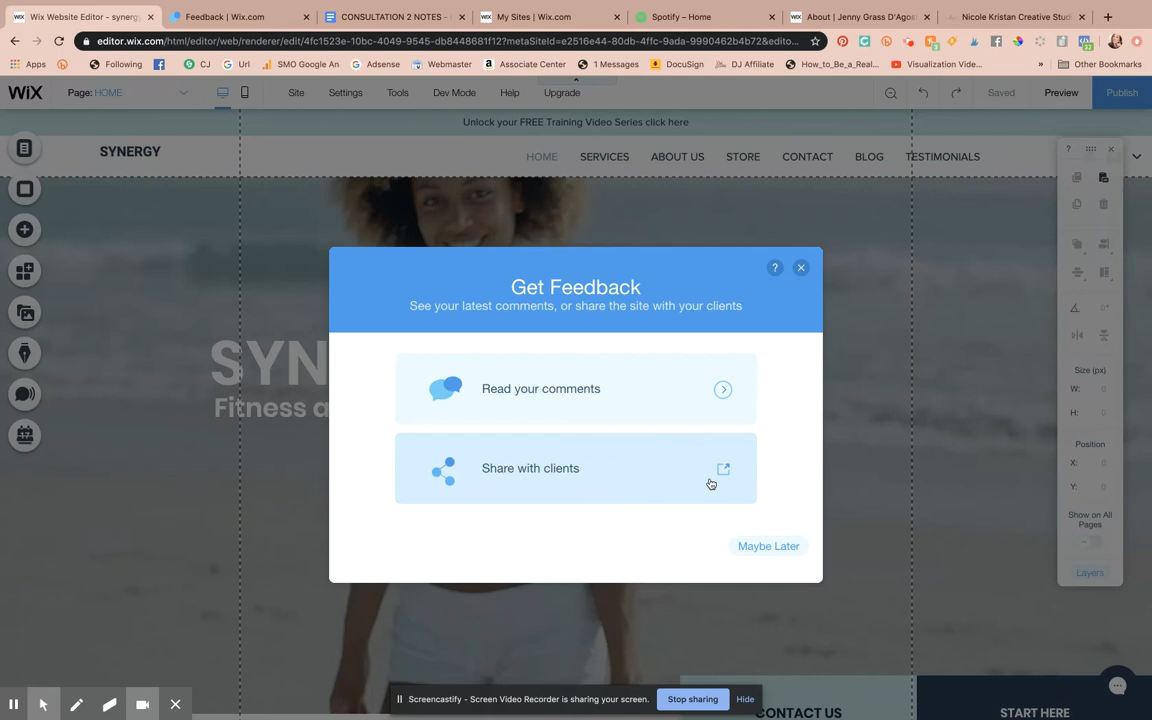 Wix Website Editor - synergy
Feedback | Wix.com
CONSULTATION 2 NOTES -
My Sites | Wix.com
Spotify – Home
About | Jenny Grass D'Agos
Nicole Kristan Creative Stud
editor.wix.com/html/editor/web/renderer/edit/4fc1523e-10bc-4049-9545-db8448681f12?metaSiteId=e2516e44-80db-4ffc-9ada-9990462b4b72&edito...
Apps
Following
CJ
Url
SMO Google An
Adsense
Webmaster
Associate Center
1 Messages
DocuSign
DJ Affiliate
How_to_Be_a_Real...
Visualization Vide...
»
Other Bookmarks
WiX
Page: HOME
Site
Settings
Tools
Dev Mode
Help
Upgrade
Saved
Preview
Publish
Unlock your FREE Training Video Series click here
SYNERGY
HOME
SERVICES
ABOUT US
STORE
CONTACT
BLOG
TESTIMONIALS
Get Feedback
See your latest comments, or share the site with your clients
SYN
Fitness a
Read your comments
Share with clients
Maybe Later
Size (px)
W: 0
H: 0
Position
X: 0
Y: 0
Show on All
Pages
Layers
Screencastify - Screen Video Recorder is sharing your screen.
Stop sharing
Hide
CONTACT US
START HERE